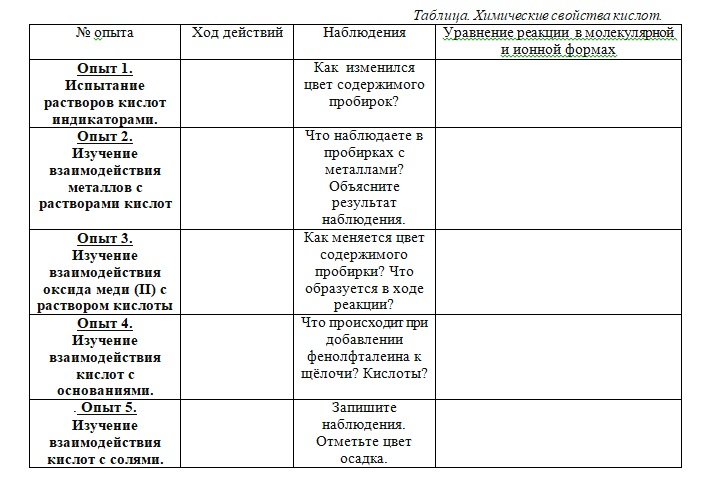 Таблица. Химические свойства кислот.
№ опыта
Ход действий
Наблюдения
Уравнение реакции в молекулярной
и ионной формах
Опыт 1.
Испытание
растворов кислот
индикаторами.
Как изменился
цвет содержимого
пробирок?
Опыт 2.
Изучение
взаимодействия
металлов с
растворами кислот
Что наблюдаете в
пробирках с
металлами?
Объясните
результат
наблюдения.
Опыт 3.
Изучение
взаимодействия
оксида меди (II) с
раствором кислоты
Как меняется цвет
содержимого
пробирки? Что
образуется в ходе
реакции?
Опыт 4.
Изучение
взаимодействия
кислот с
основаниями.
Что происходит при
добавлении
фенолфталеина к
щёлочи? Кислоты?
. Опыт 5.
Изучение
взаимодействия
кислот с солями.
Запишите
наблюдения.
Отметьте цвет
осадка.